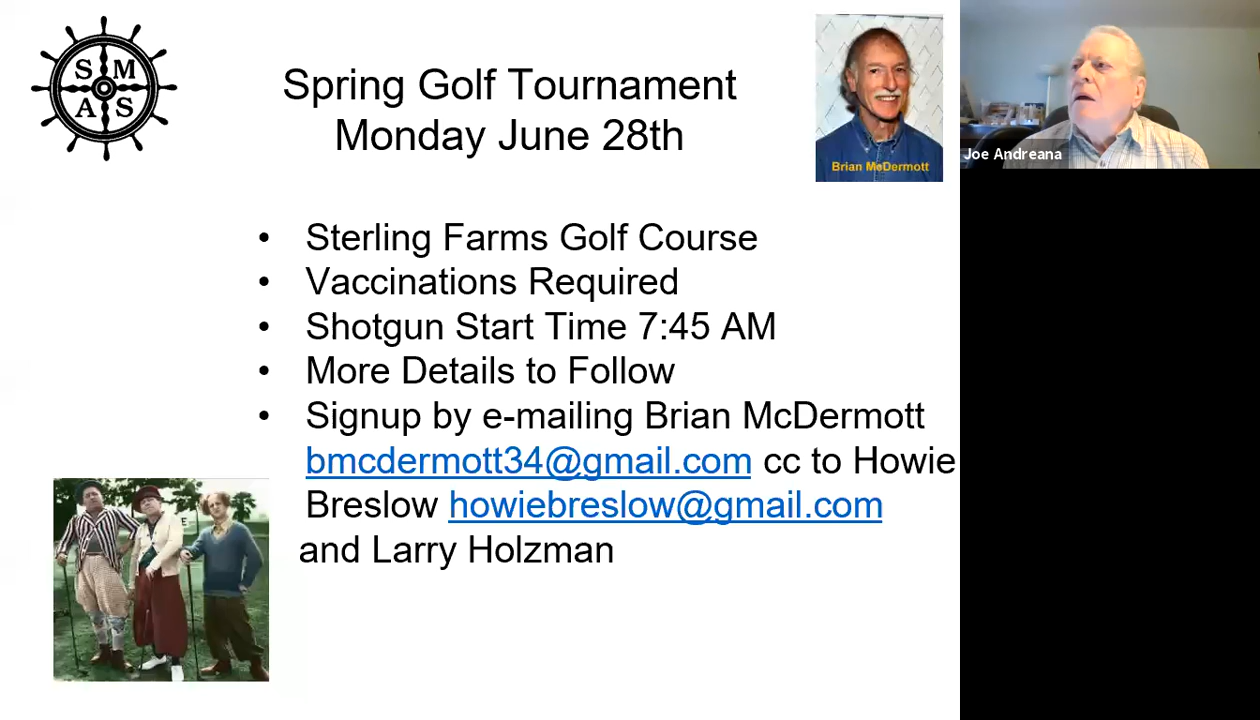 S M
A S
Spring Golf Tournament
Monday June 28th
Brian McDermott
Joe Andreana
• Sterling Farms Golf Course
• Vaccinations Required
• Shotgun Start Time 7:45 AM
• More Details to Follow
• Signup by e-mailing Brian McDermott
bmcdermott34@gmail.com cc to Howie
Breslow howiebreslow@gmail.com
and Larry Holzman